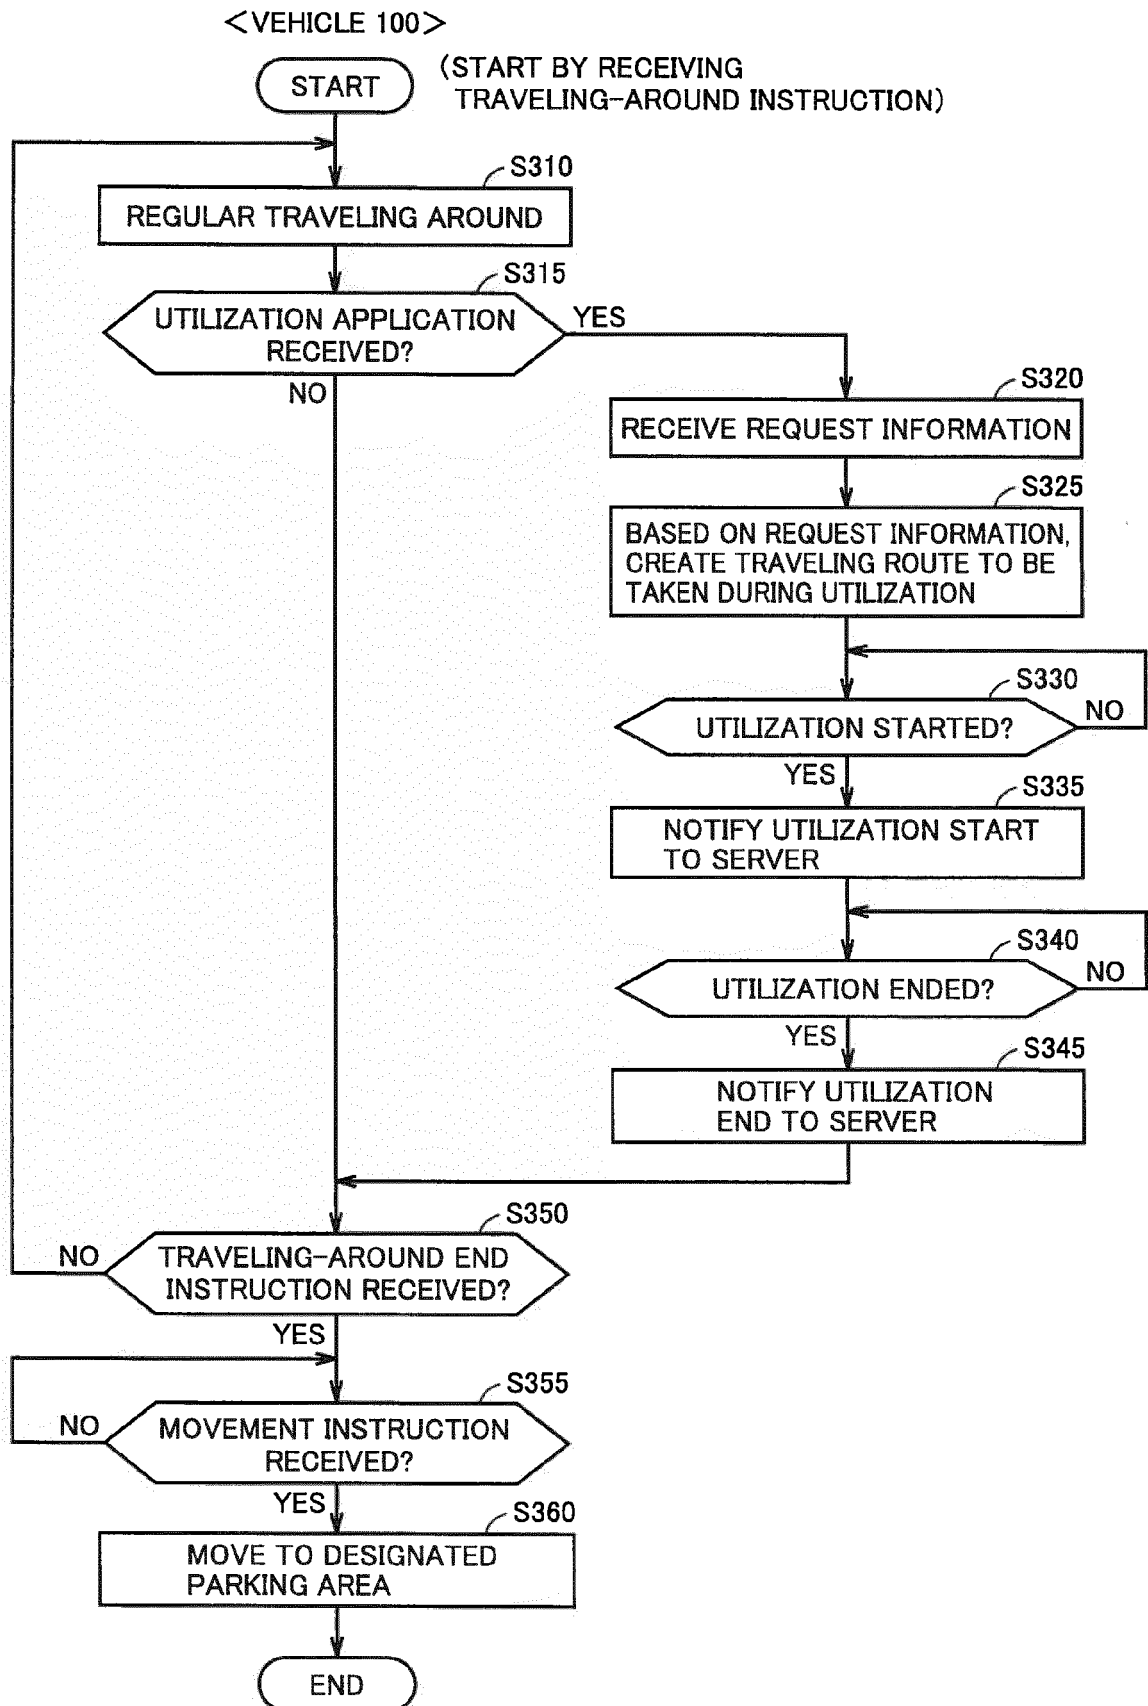 <VEHICLE 100>
START
(START BY RECEIVING
TRAVELING-AROUND INSTRUCTION)
S310
REGULAR TRAVELING AROUND
S315
UTILIZATION APPLICATION
RECEIVED?
YES
NO
S320
RECEIVE REQUEST INFORMATION
S325
BASED ON REQUEST INFORMATION,
CREATE TRAVELING ROUTE TO BE
TAKEN DURING UTILIZATION
S330
UTILIZATION STARTED?
NO
YES
S335
NOTIFY UTILIZATION START
TO SERVER
S340
UTILIZATION ENDED?
NO
YES
S345
NOTIFY UTILIZATION
END TO SERVER
S350
TRAVELING-AROUND END
INSTRUCTION RECEIVED?
NO
YES
S355
MOVEMENT INSTRUCTION
RECEIVED?
NO
YES
S360
MOVE TO DESIGNATED
PARKING AREA
END